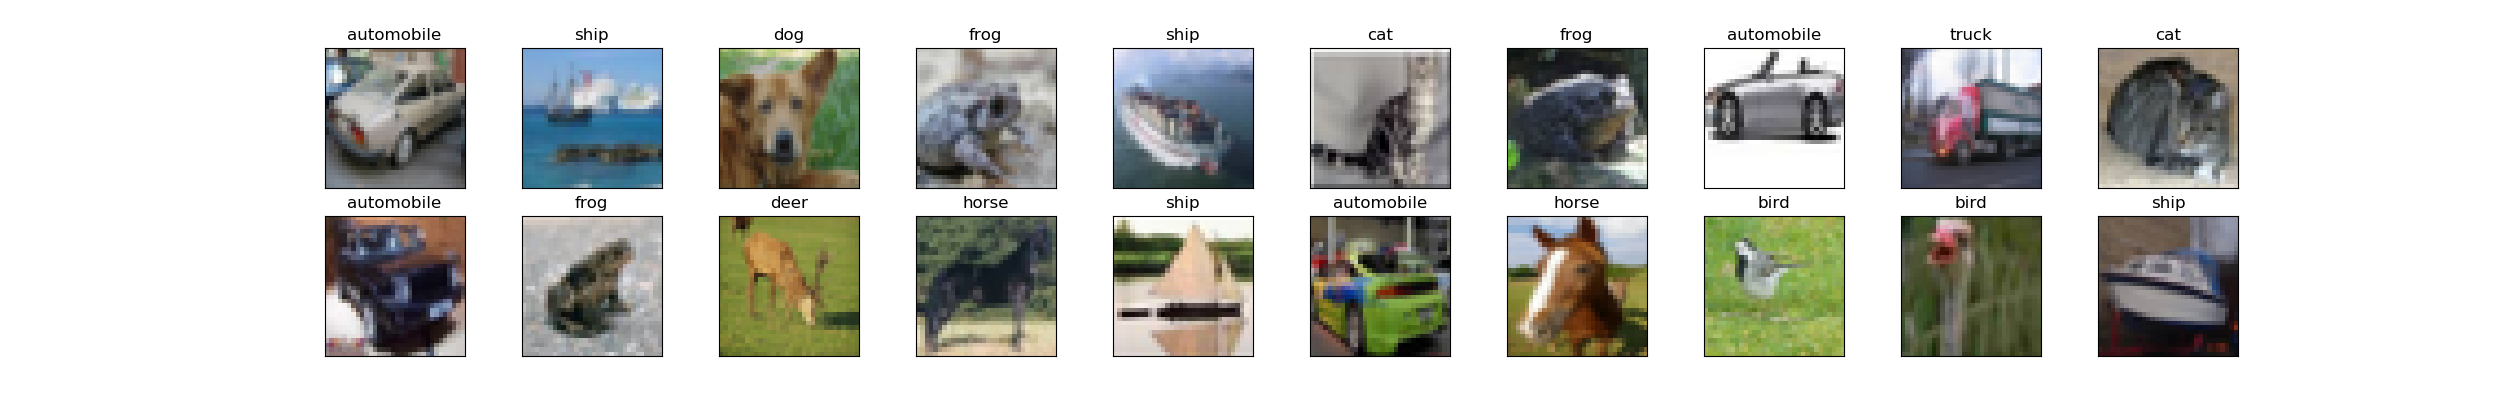 automobile ship dog frog ship cat frog automobile truck cat
automobile frog deer horse ship automobile horse bird bird ship